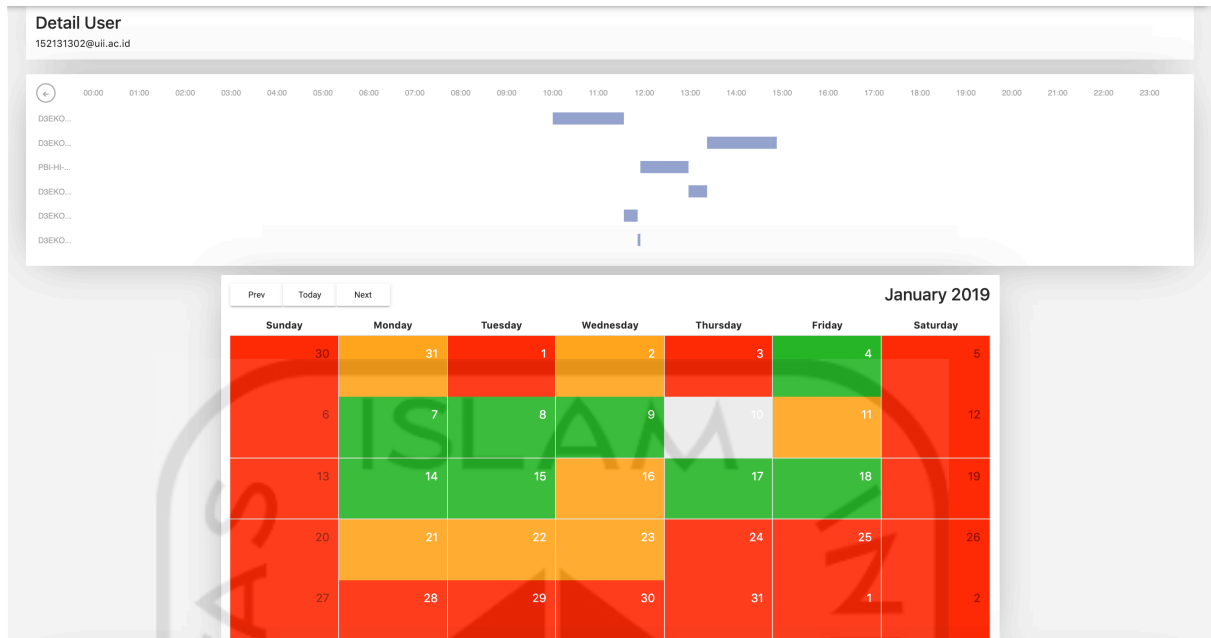 Detail User
152131302@uii.ac.id
00:00 01:00 02:00 03:00 04:00 05:00 06:00 07:00 08:00 09:00 10:00 11:00 12:00 13:00 14:00 15:00 16:00 17:00 18:00 19:00 20:00 21:00 22:00 23:00
D3EKO...
D3EKO...
PBI-HI-...
D3EKO...
D3EKO...
D3EKO...
Prev Today Next January 2019
Sunday Monday Tuesday Wednesday Thursday Friday Saturday
30 31 1 2 3 4 5
6 7 8 9 10 11 12
13 14 15 16 17 18 19
20 21 22 23 24 25 26
27 28 29 30 31 1 2
ISLAM